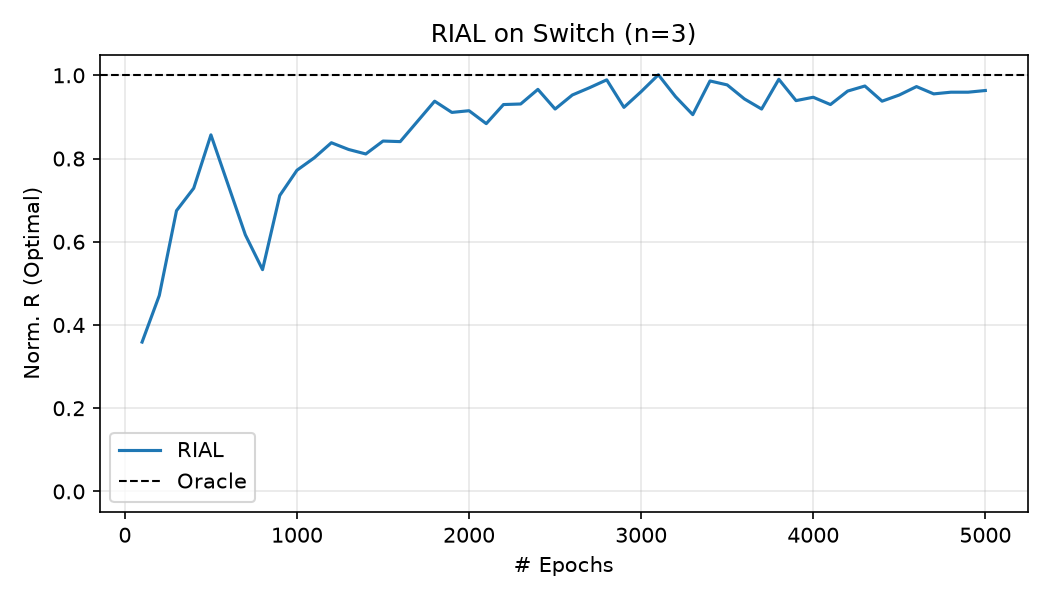 RIAL on Switch (n=3)
Norm. R (Optimal)
1.0
0.8
0.6
0.4
0.2
0.0
RIAL
Oracle
0 1000 2000 3000 4000 5000
# Epochs